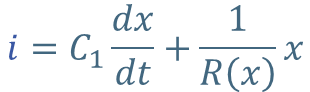 i = C₁ dx/dt + 1/R(x) x